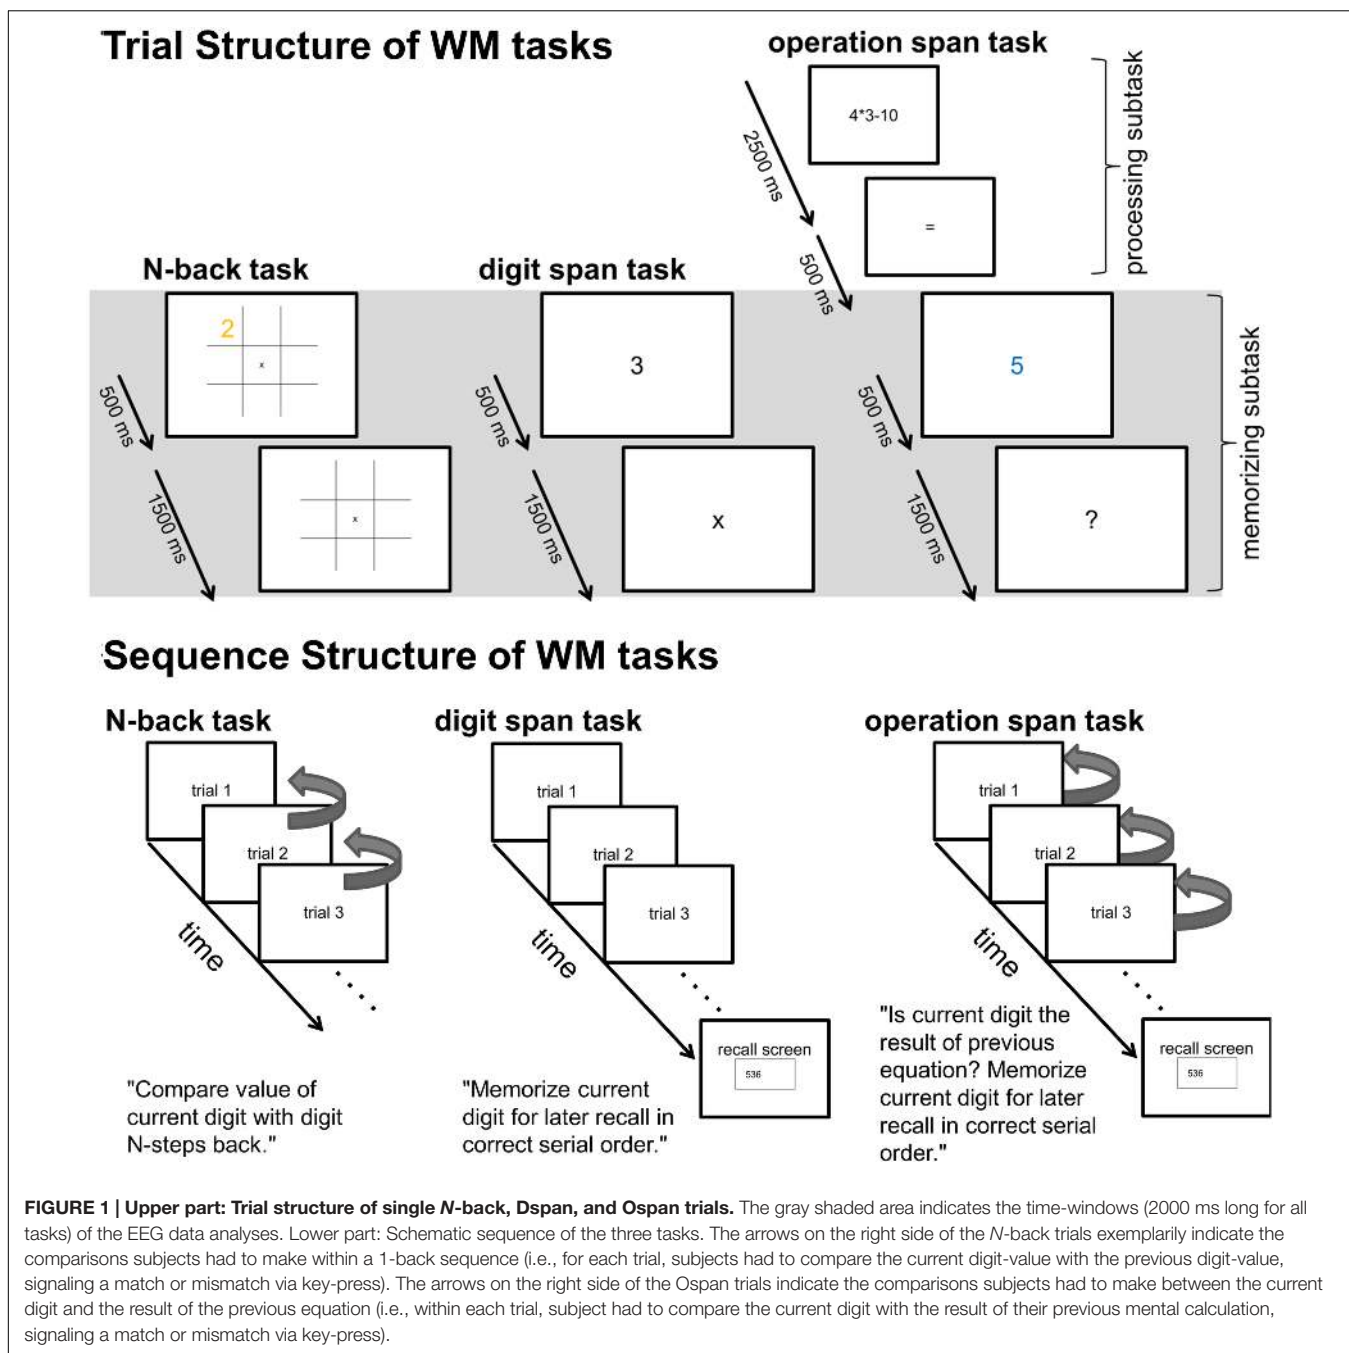 Trial Structure of WM tasks
operation span task
4*3-10
2500 ms
=
500 ms
processing subtask
N-back task
digit span task
2
x
3
5
500 ms
500 ms
500 ms
memorizing subtask
x
x
?
1500 ms
1500 ms
1500 ms
Sequence Structure of WM tasks
N-back task
trial 1
trial 2
trial 3
time
"Compare value of
current digit with digit
N-steps back."
digit span task
trial 1
trial 2
trial 3
time
recall screen
536
"Memorize current
digit for later recall in
correct serial order."
operation span task
trial 1
trial 2
trial 3
time
"Is current digit the
result of previous
equation? Memorize
current digit for later
recall in correct serial
order."
recall screen
536
FIGURE 1 | Upper part: Trial structure of single N-back, Dspan, and Ospan trials. The gray shaded area indicates the time-windows (2000 ms long for all
tasks) of the EEG data analyses. Lower part: Schematic sequence of the three tasks. The arrows on the right side of the N-back trials exemplarily indicate the
comparisons subjects had to make within a 1-back sequence (i.e., for each trial, subjects had to compare the current digit-value with the previous digit-value,
signaling a match or mismatch via key-press). The arrows on the right side of the Ospan trials indicate the comparisons subjects had to make between the current
digit and the result of the previous equation (i.e., within each trial, subject had to compare the current digit with the result of their previous mental calculation,
signaling a match or mismatch via key-press).